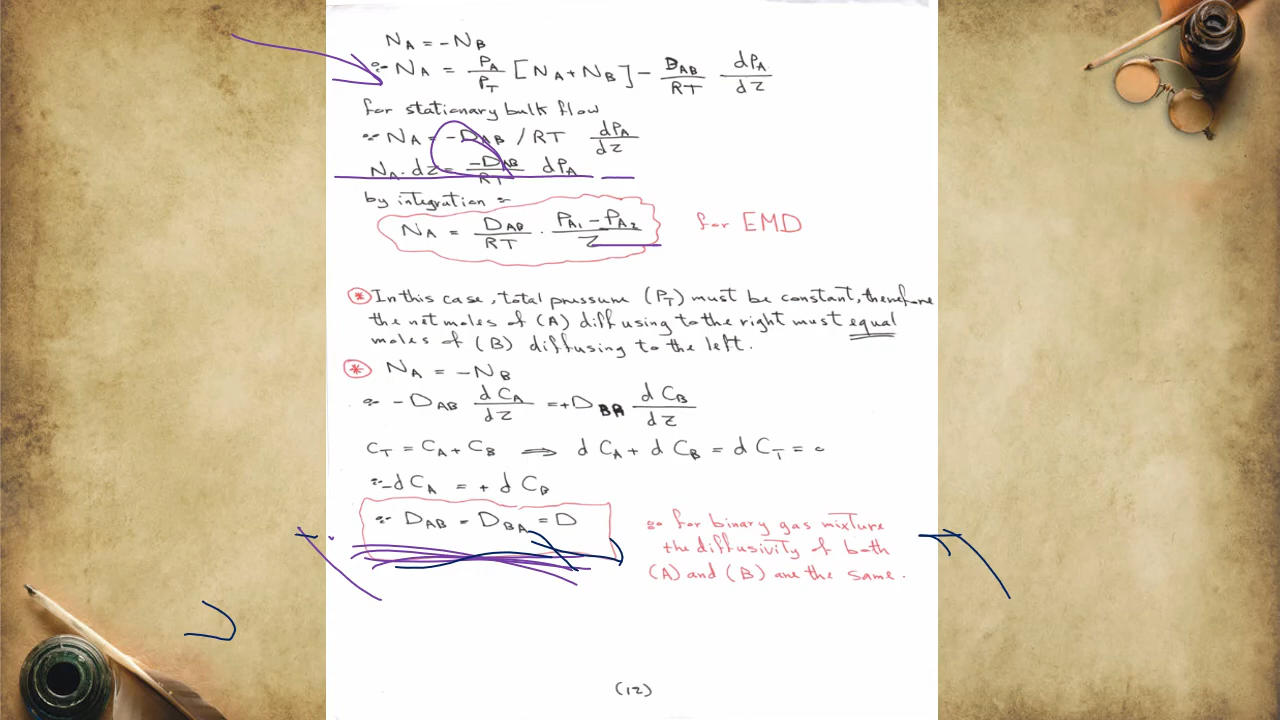 N_A = -N_B
∴ N_A = P_A/P_T [N_A + N_B] - D_AB/RT dP_A/dz
for stationary bulk flow
∴ N_A = -D_AB / RT dP_A/dz
N_A . dz = -D_AB/RT dP_A
by integration :-
N_A = D_AB/RT . P_A1 - P_A2/z for EMD
* In this case, total pressure (P_T) must be constant, therefore
the net moles of (A) diffusing to the right must equal
moles of (B) diffusing to the left.
* N_A = -N_B
∴ -D_AB dC_A/dz = +D_BA dC_B/dz
C_T = C_A + C_B ⟹ dC_A + dC_B = dC_T = 0
∴ -dC_A = + dC_B
∴ D_AB = D_BA = D
∴ for binary gas mixture
the diffusivity of both
(A) and (B) are the same.
(12)